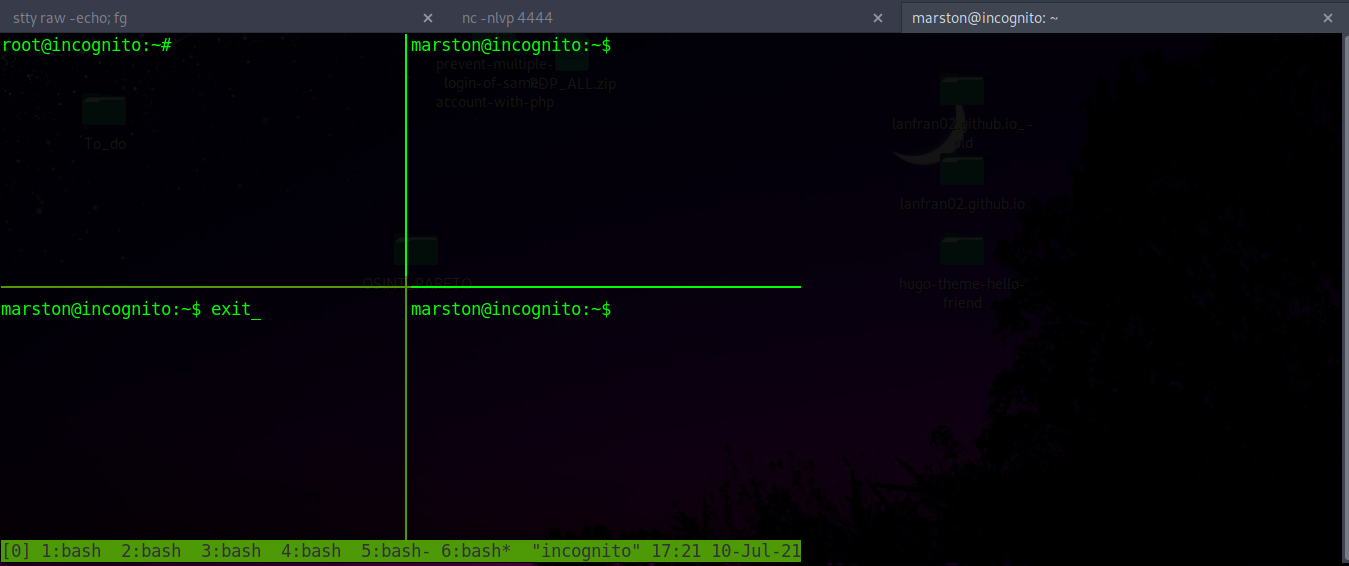 stty raw -echo; fg
nc -nlvp 4444
marston@incognito: ~
root@incognito:~#
marston@incognito:~$
prevent-multiple-
login-of-same-
account-with-php
PDP_ALL.zip
To_do
lanfran02.github.io_-
old
lanfran02.github.io
OSINT_PARETO
hugo-theme-hello-
friend
marston@incognito:~$ exit_
marston@incognito:~$
[0] 1:bash 2:bash 3:bash 4:bash 5:bash- 6:bash* "incognito" 17:21 10-Jul-21